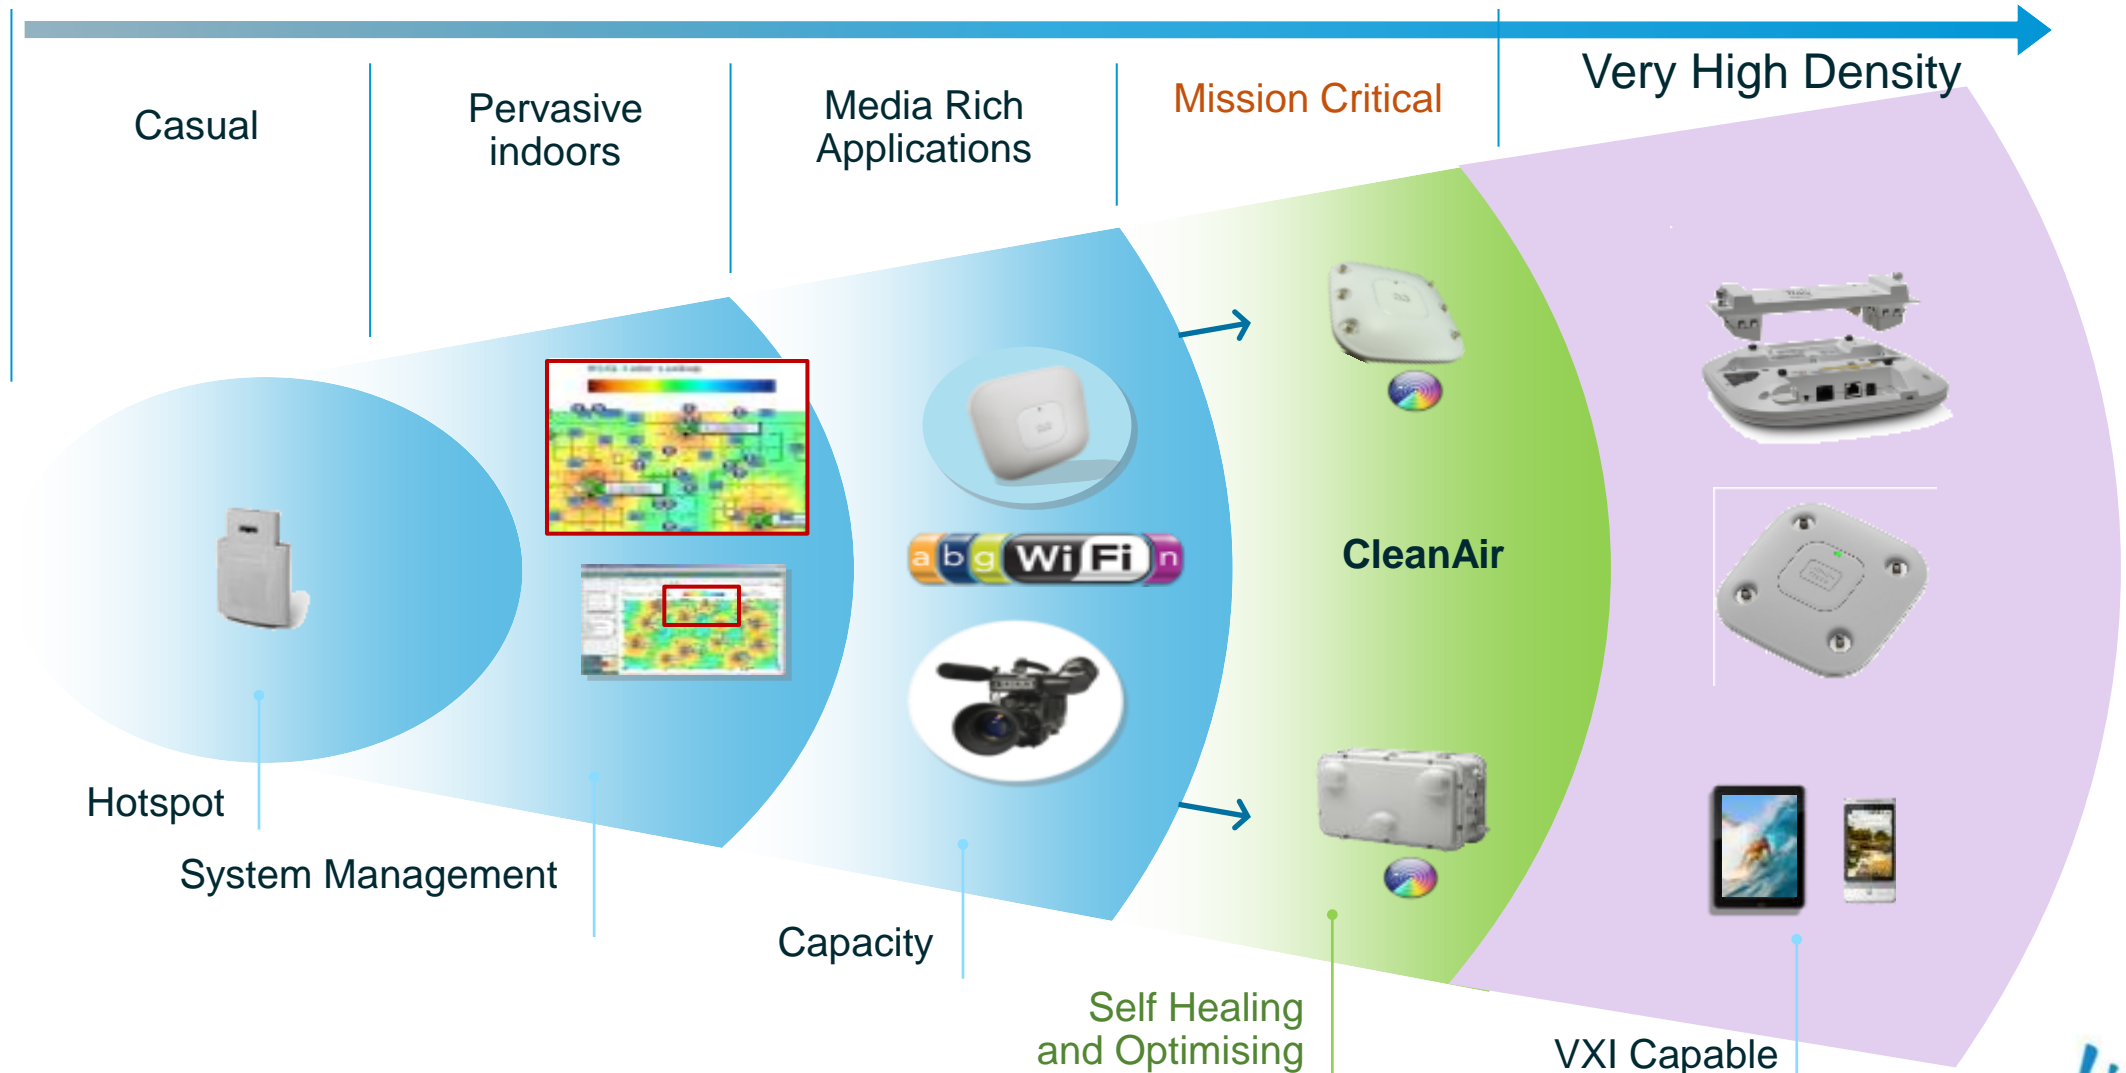 Very High Density
Casual
Pervasive
indoors
Media Rich
Applications
Mission Critical
a b g Wi Fi n
CleanAir
Hotspot
System Management
Capacity
Self Healing
and Optimising
VXI Capable